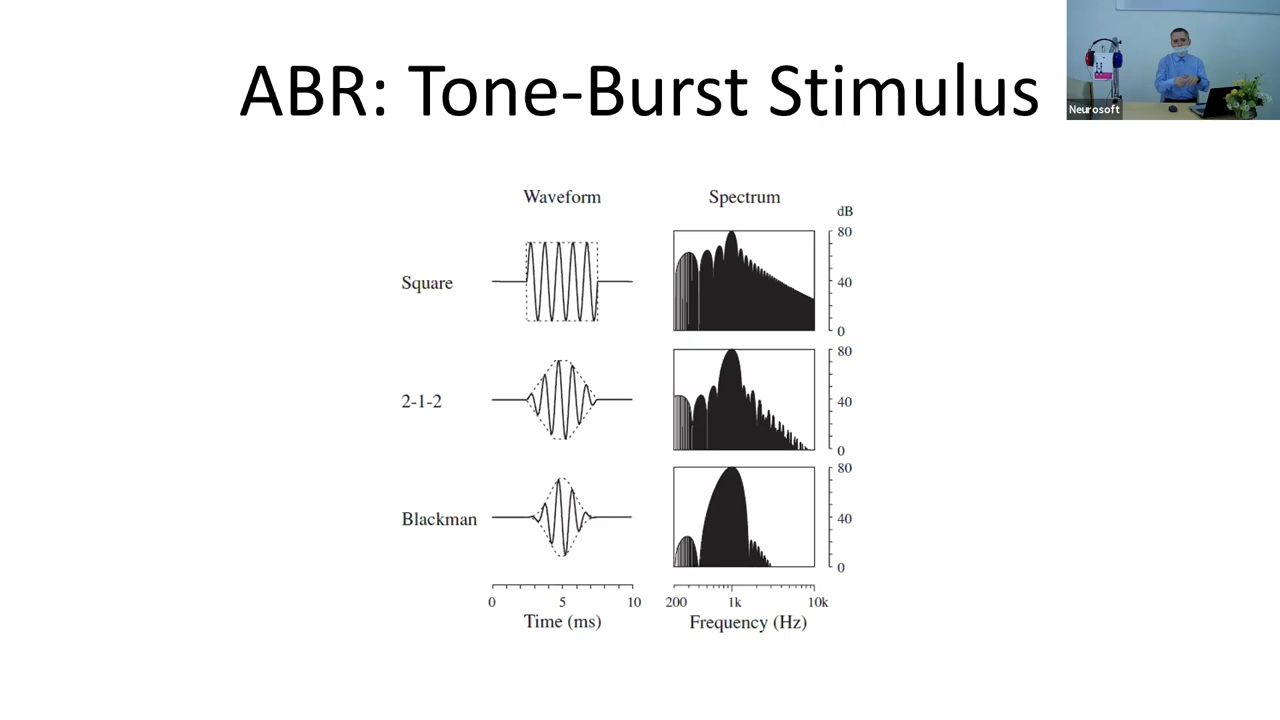 ABR: Tone-Burst Stimulus
Neurosoft
Waveform
Spectrum
dB
Square
80
40
0
2-1-2
80
40
0
Blackman
80
40
0
0 5 10
Time (ms)
200 1k 10k
Frequency (Hz)